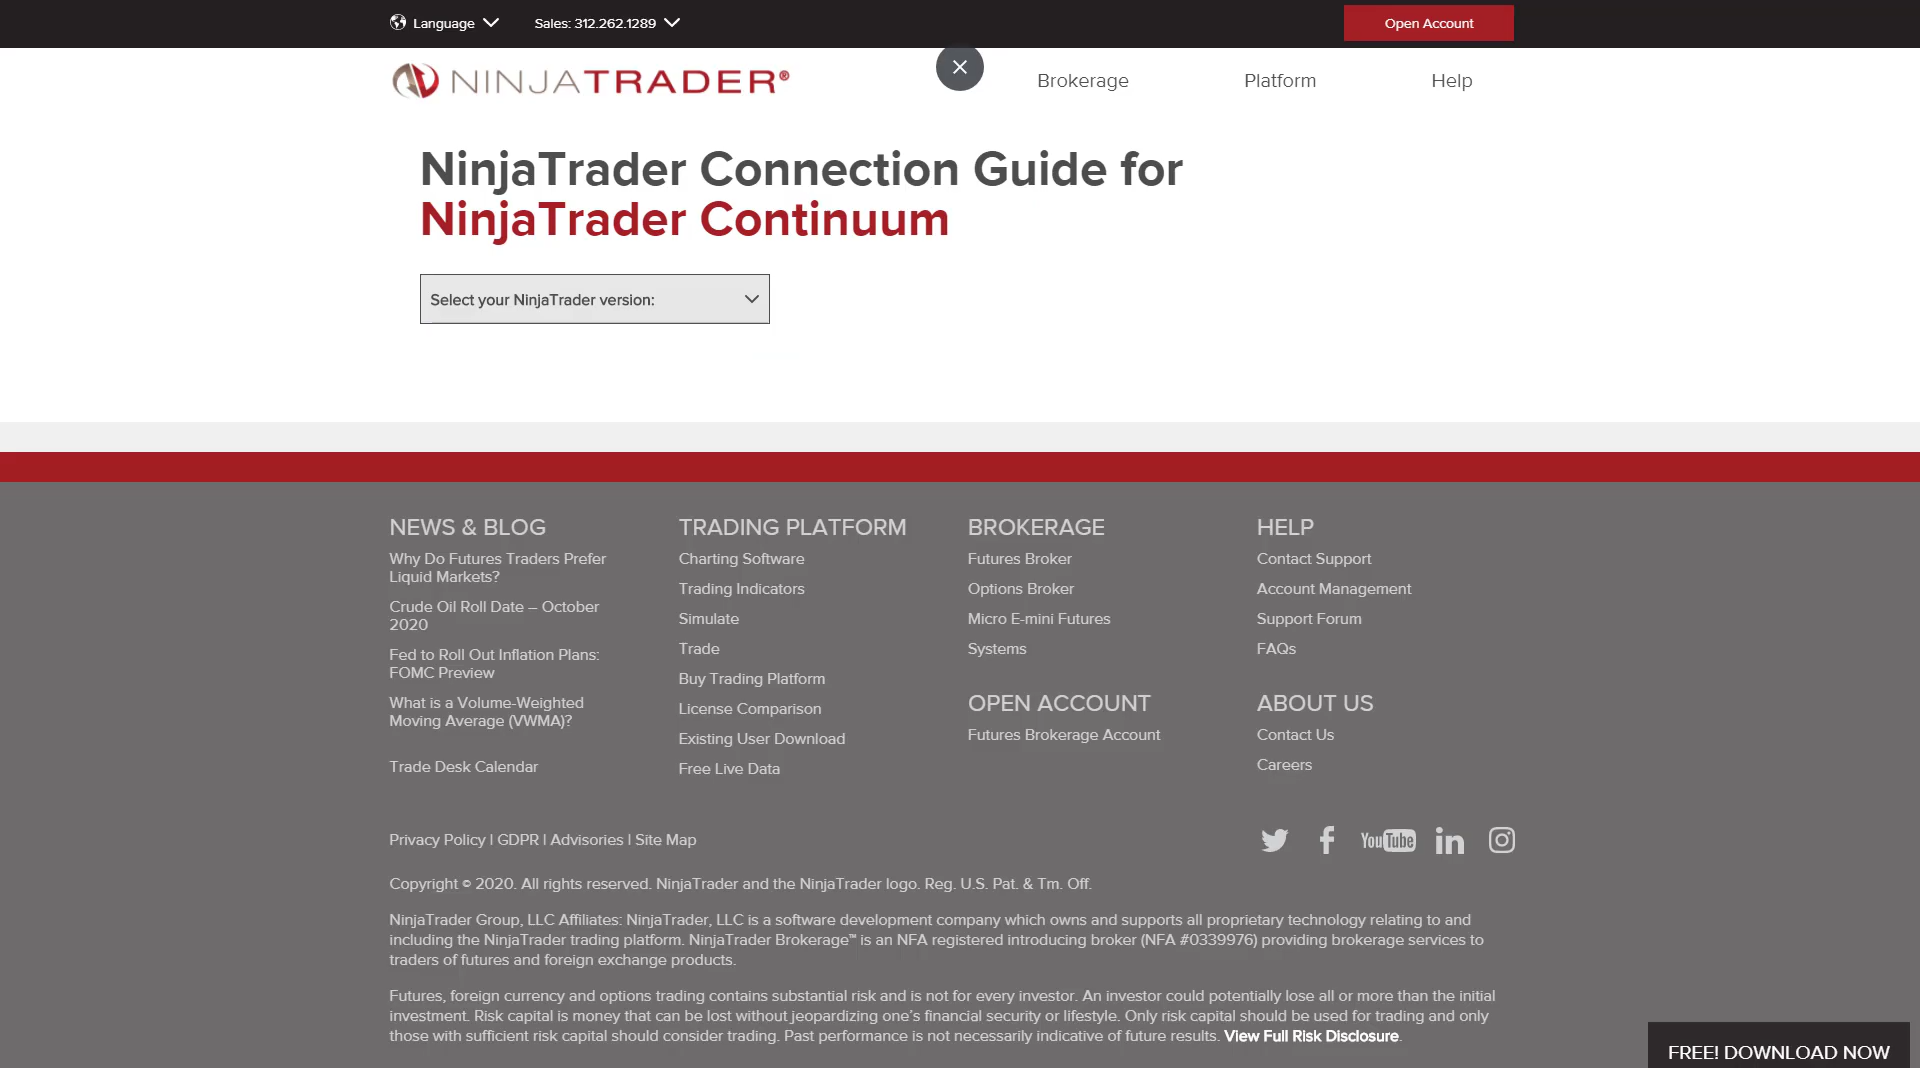 Language
Sales: 312.262.1289
Open Account
NINJATRADER®
Brokerage
Platform
Help
NinjaTrader Connection Guide for
NinjaTrader Continuum
Select your NinjaTrader version:
NEWS & BLOG
Why Do Futures Traders Prefer
Liquid Markets?
Crude Oil Roll Date – October
2020
Fed to Roll Out Inflation Plans:
FOMC Preview
What is a Volume-Weighted
Moving Average (VWMA)?
Trade Desk Calendar
TRADING PLATFORM
Charting Software
Trading Indicators
Simulate
Trade
Buy Trading Platform
License Comparison
Existing User Download
Free Live Data
BROKERAGE
Futures Broker
Options Broker
Micro E-mini Futures
Systems
OPEN ACCOUNT
Futures Brokerage Account
HELP
Contact Support
Account Management
Support Forum
FAQs
ABOUT US
Contact Us
Careers
Privacy Policy | GDPR | Advisories | Site Map
YouTube
in
Copyright © 2020. All rights reserved. NinjaTrader and the NinjaTrader logo. Reg. U.S. Pat. & Tm. Off.
NinjaTrader Group, LLC Affiliates: NinjaTrader, LLC is a software development company which owns and supports all proprietary technology relating to and
including the NinjaTrader trading platform. NinjaTrader Brokerage™ is an NFA registered introducing broker (NFA #0339976) providing brokerage services to
traders of futures and foreign exchange products.
Futures, foreign currency and options trading contains substantial risk and is not for every investor. An investor could potentially lose all or more than the initial
investment. Risk capital is money that can be lost without jeopardizing one's financial security or lifestyle. Only risk capital should be used for trading and only
those with sufficient risk capital should consider trading. Past performance is not necessarily indicative of future results. View Full Risk Disclosure.
FREE! DOWNLOAD NOW